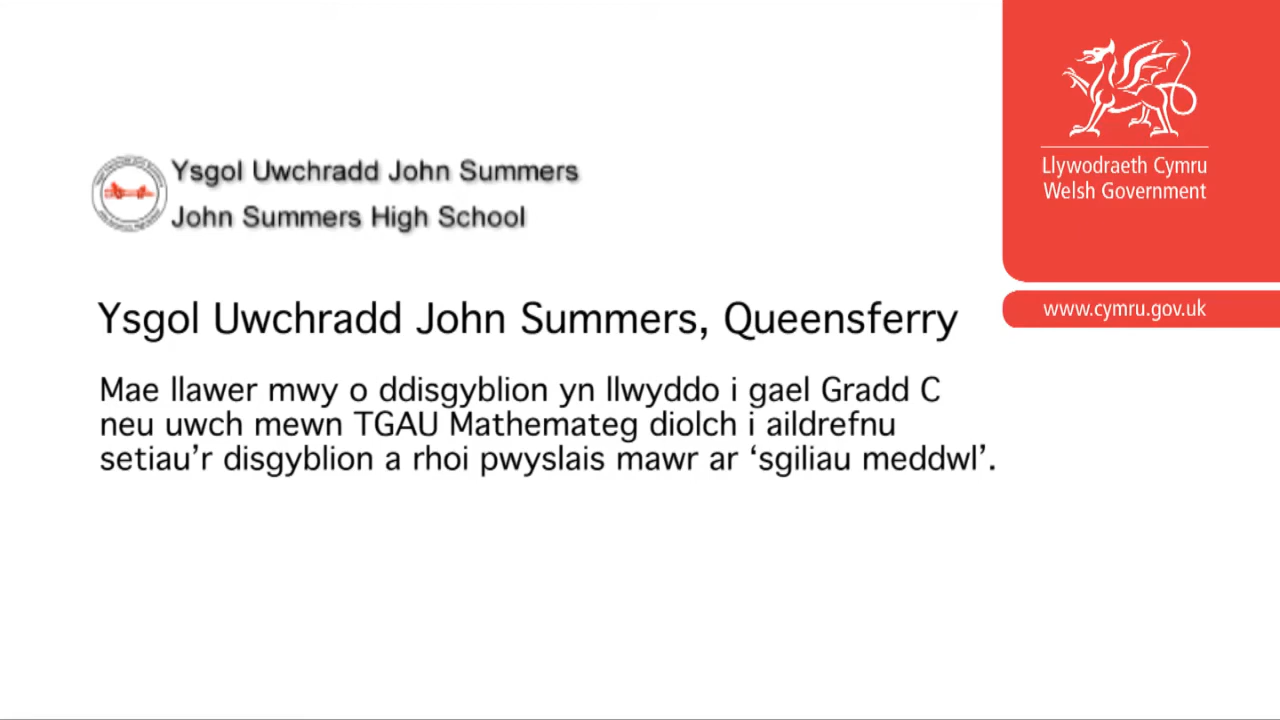 Ysgol Uwchradd John Summers
John Summers High School
Ysgol Uwchradd John Summers, Queensferry
Mae llawer mwy o ddisgyblion yn llwyddo i gael Gradd C
neu uwch mewn TGAU Mathemateg diolch i aildrefnu
setiau’r disgyblion a rhoi pwyslais mawr ar ‘sgiliau meddwl’.
Llywodraeth Cymru
Welsh Government
www.cymru.gov.uk